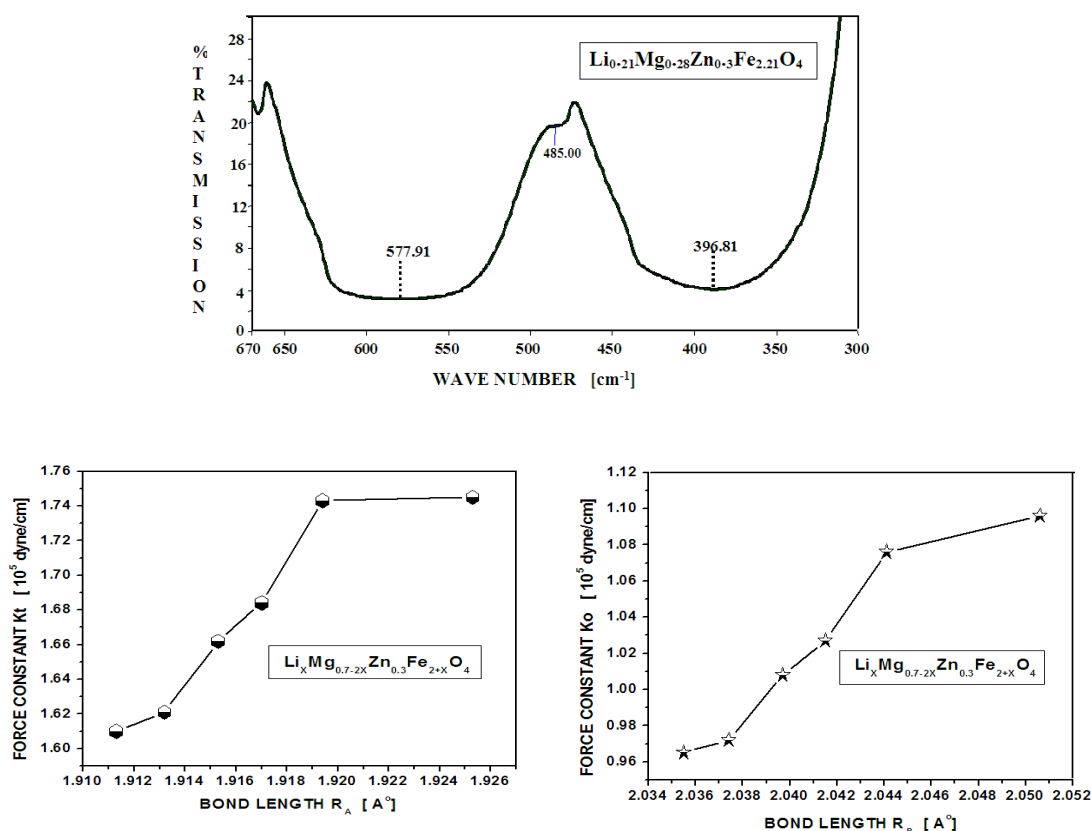 % TRANSMISSION
28
24
20
16
12
8
4
0
Li0.21Mg0.28Zn0.3Fe2.21O4
485.00
577.91
396.81
670 650 600 550 500 450 400 350 300
WAVE NUMBER [cm-1]
FORCE CONSTANT Kt [ 10^5 dyne/cm]
1.76
1.74
1.72
1.70
1.68
1.66
1.64
1.62
1.60
LiXMg0.7-2XZn0.3Fe2+XO4
1.910 1.912 1.914 1.916 1.918 1.920 1.922 1.924 1.926
BOND LENGTH RA [ A° ]
FORCE CONSTANT Ko [ 10^5 dyne/cm]
1.12
1.10
1.08
1.06
1.04
1.02
1.00
0.98
0.96
LiXMg0.7-2XZn0.3Fe2+XO4
2.034 2.036 2.038 2.040 2.042 2.044 2.046 2.048 2.050 2.052
BOND LENGTH R [ A° ]